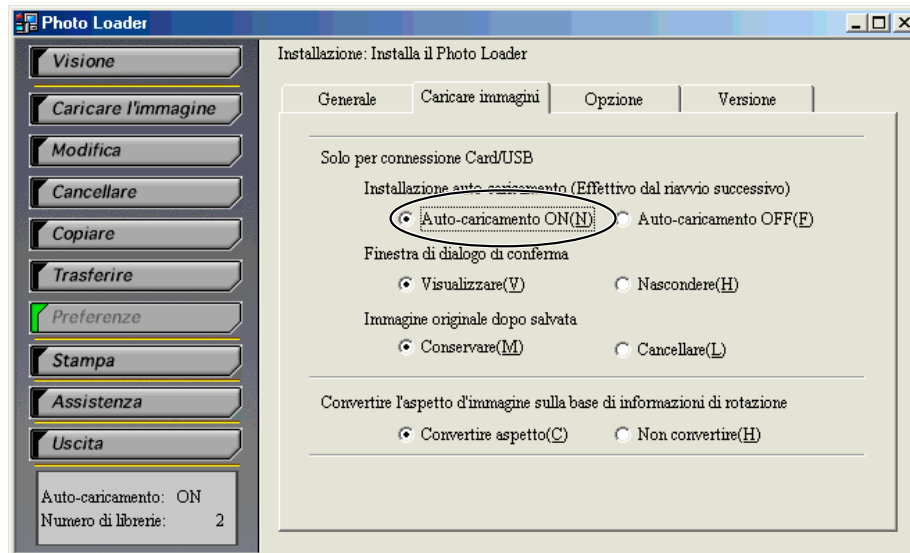 Photo Loader
Visione
Caricare l'immagine
Modifica
Cancellare
Copiare
Trasferire
Preferenze
Stampa
Assistenza
Uscita
Auto-caricamento: ON
Numero di librerie: 2
Installazione: Installa il Photo Loader
Generale Caricare immagini Opzione Versione
Solo per connessione Card/USB
Installazione auto-caricamento (Effettivo dal riavvio successivo)
Auto-caricamento ON(N) Auto-caricamento OFF(F)
Finestra di dialogo di conferma
Visualizzare(V) Nascondere(H)
Immagine originale dopo salvata
Conservare(M) Cancellare(L)
Convertire l'aspetto d'immagine sulla base di informazioni di rotazione
Convertire aspetto(C) Non convertire(H)